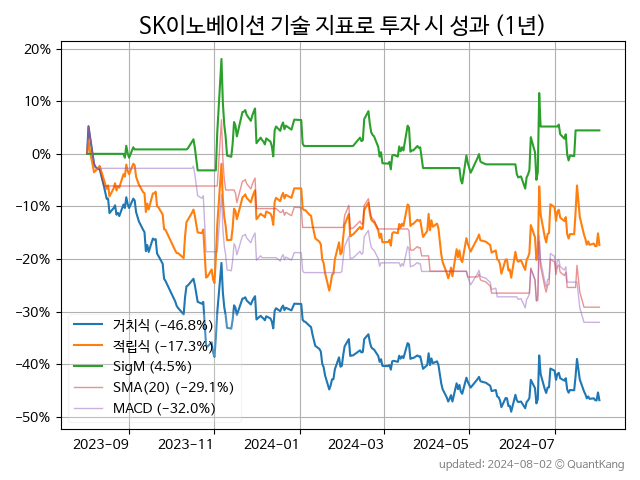 SK이노베이션 기술 지표로 투자 시 성과 (1년)
20%
10%
0%
−10%
−20%
−30%
−40%
−50%
거치식 (−46.8%)
적립식 (−17.3%)
SigM (4.5%)
SMA(20) (−29.1%)
MACD (−32.0%)
2023-09 2023-11 2024-01 2024-03 2024-05 2024-07
updated: 2024-08-02 © QuantKang